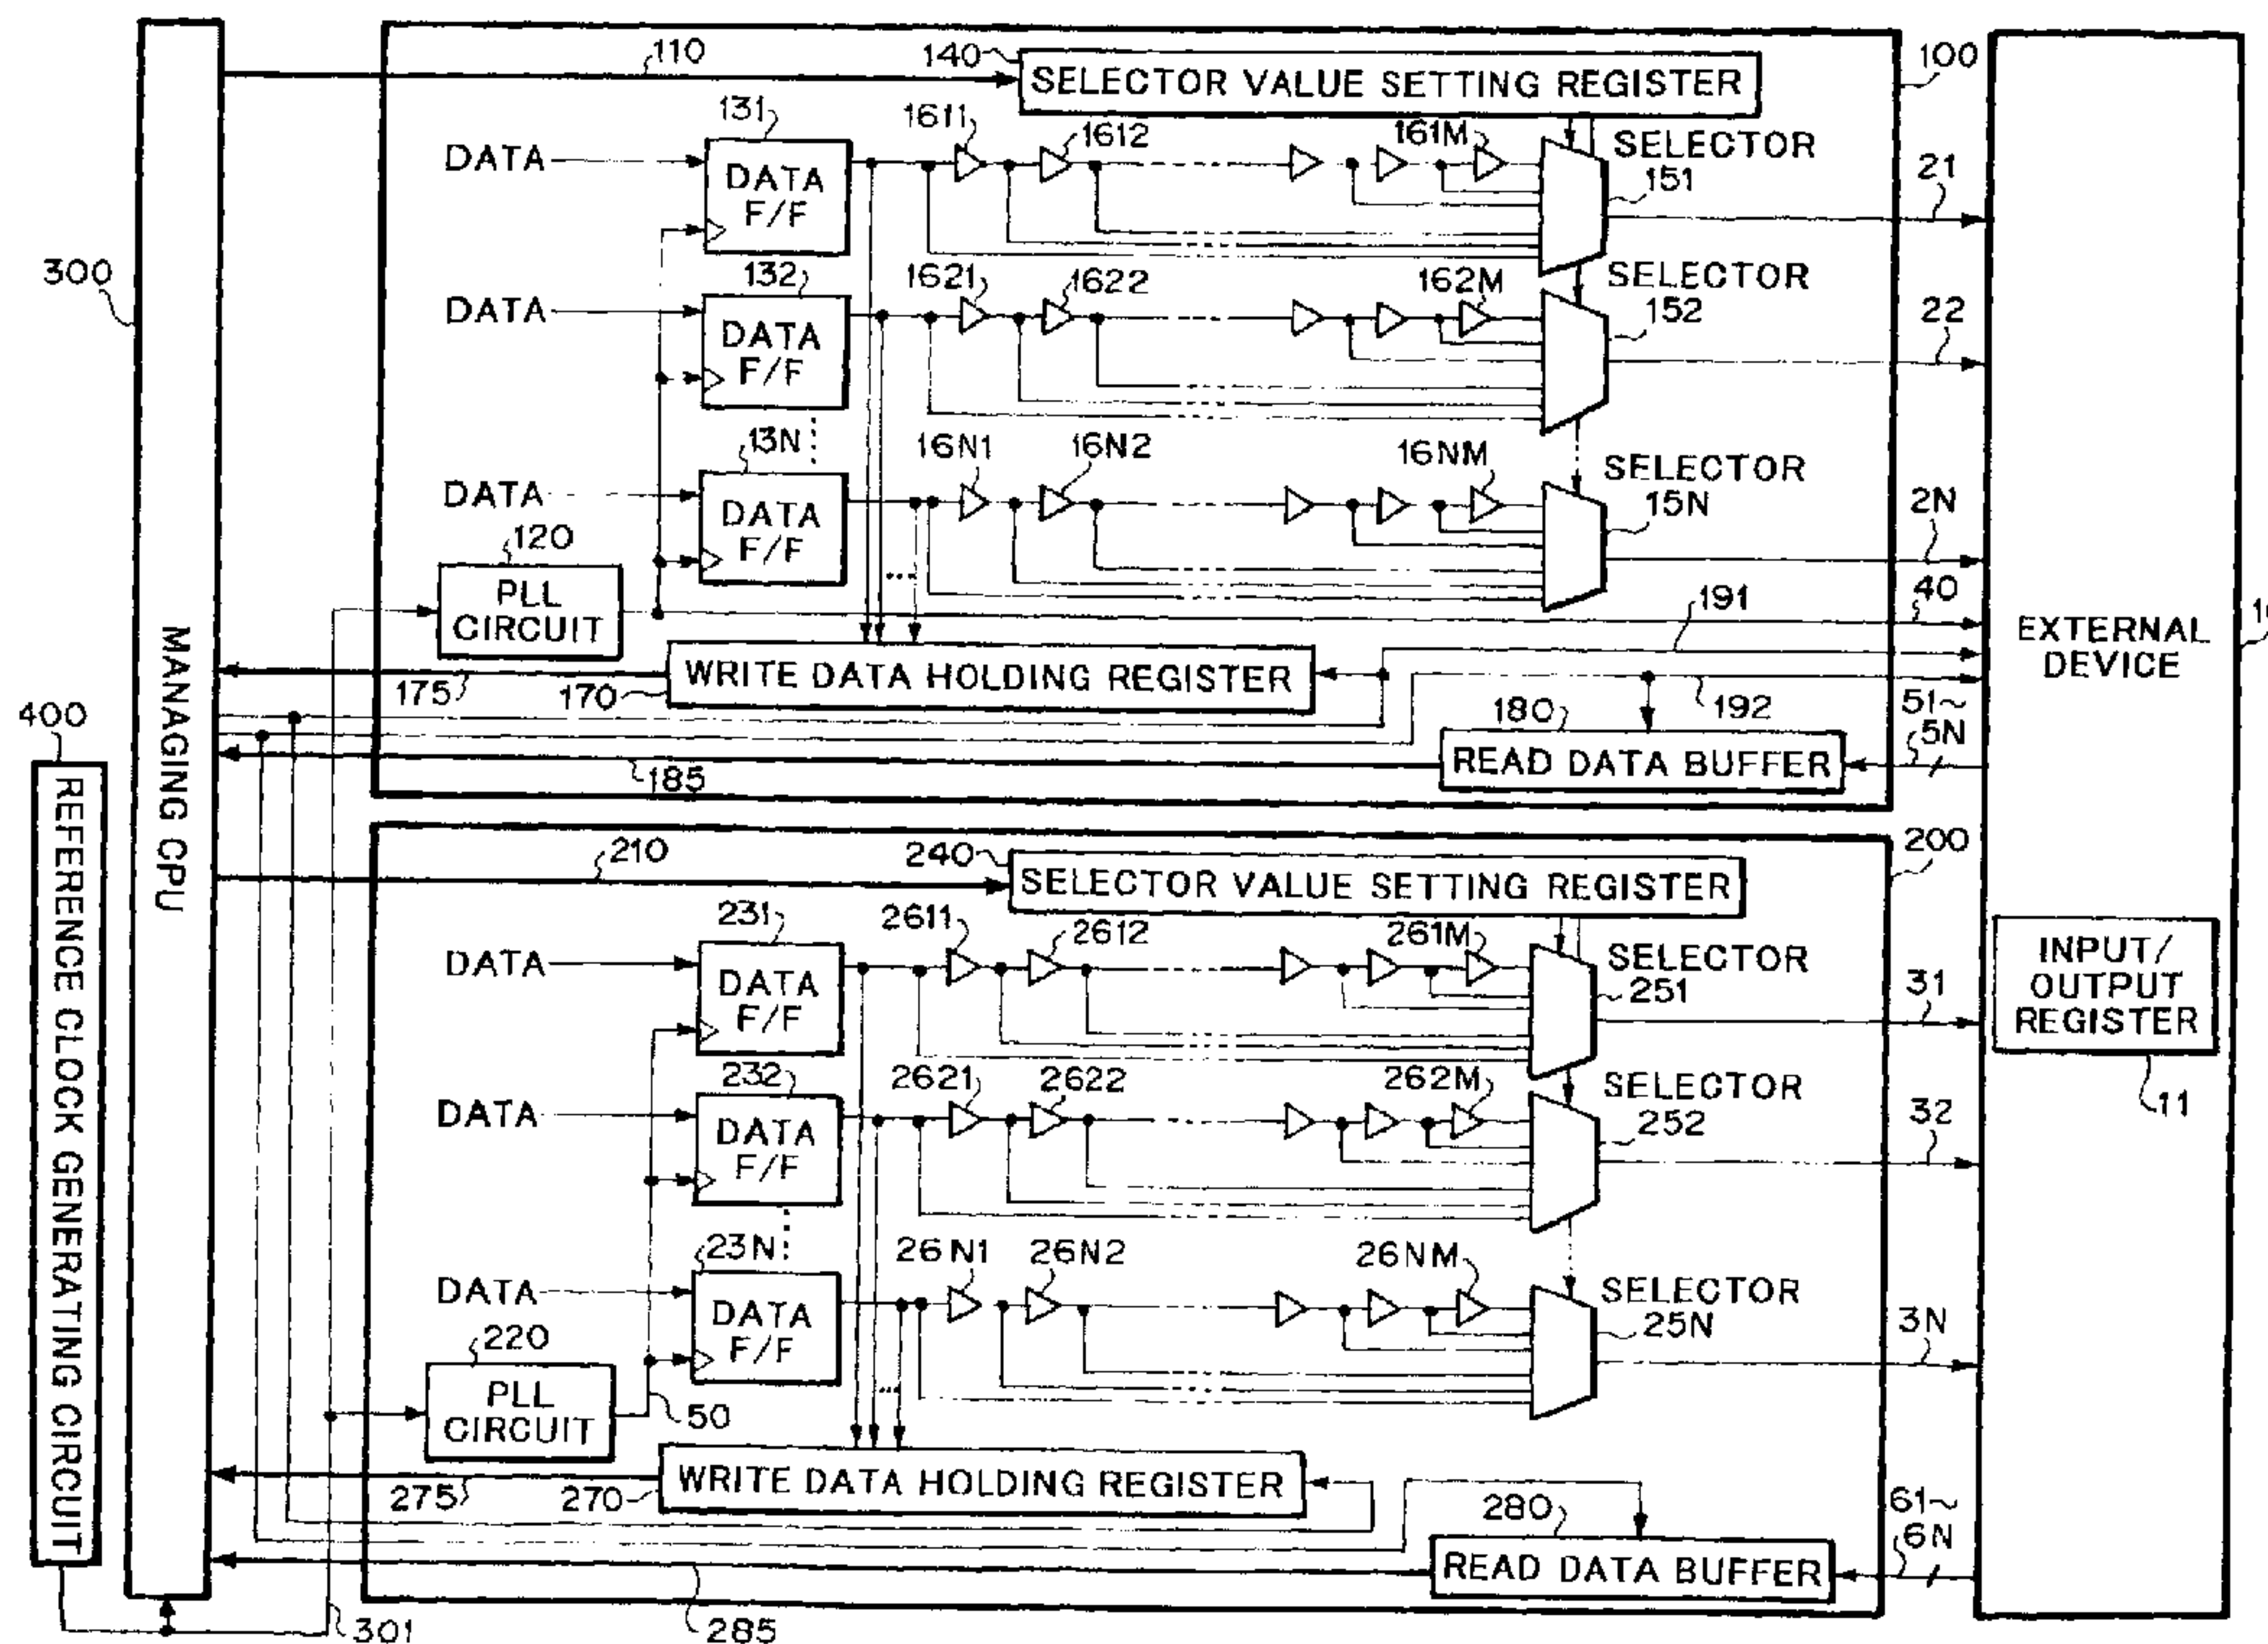 110
140
SELECTOR VALUE SETTING REGISTER
100
131
1611
1612
161M
SELECTOR
151
21
DATA
DATA
F/F
300
132
1621
1622
162M
SELECTOR
152
22
DATA
DATA
F/F
13N
16N1
16N2
16NM
SELECTOR
15N
2N
DATA
DATA
F/F
120
PLL
CIRCUIT
40
191
MANAGING CPU
EXTERNAL
DEVICE
175
170
WRITE DATA HOLDING REGISTER
192
51~
5N
180
READ DATA BUFFER
185
400
REFERENCE CLOCK GENERATING CIRCUIT
210
240
SELECTOR VALUE SETTING REGISTER
200
231
2611
2612
261M
SELECTOR
251
31
DATA
DATA
F/F
INPUT/
OUTPUT
REGISTER
11
232
2621
2622
262M
SELECTOR
252
32
DATA
DATA
F/F
23N
26N1
26N2
26NM
SELECTOR
25N
3N
DATA
DATA
F/F
220
PLL
CIRCUIT
50
275
270
WRITE DATA HOLDING REGISTER
280
READ DATA BUFFER
61~
6N
301
285